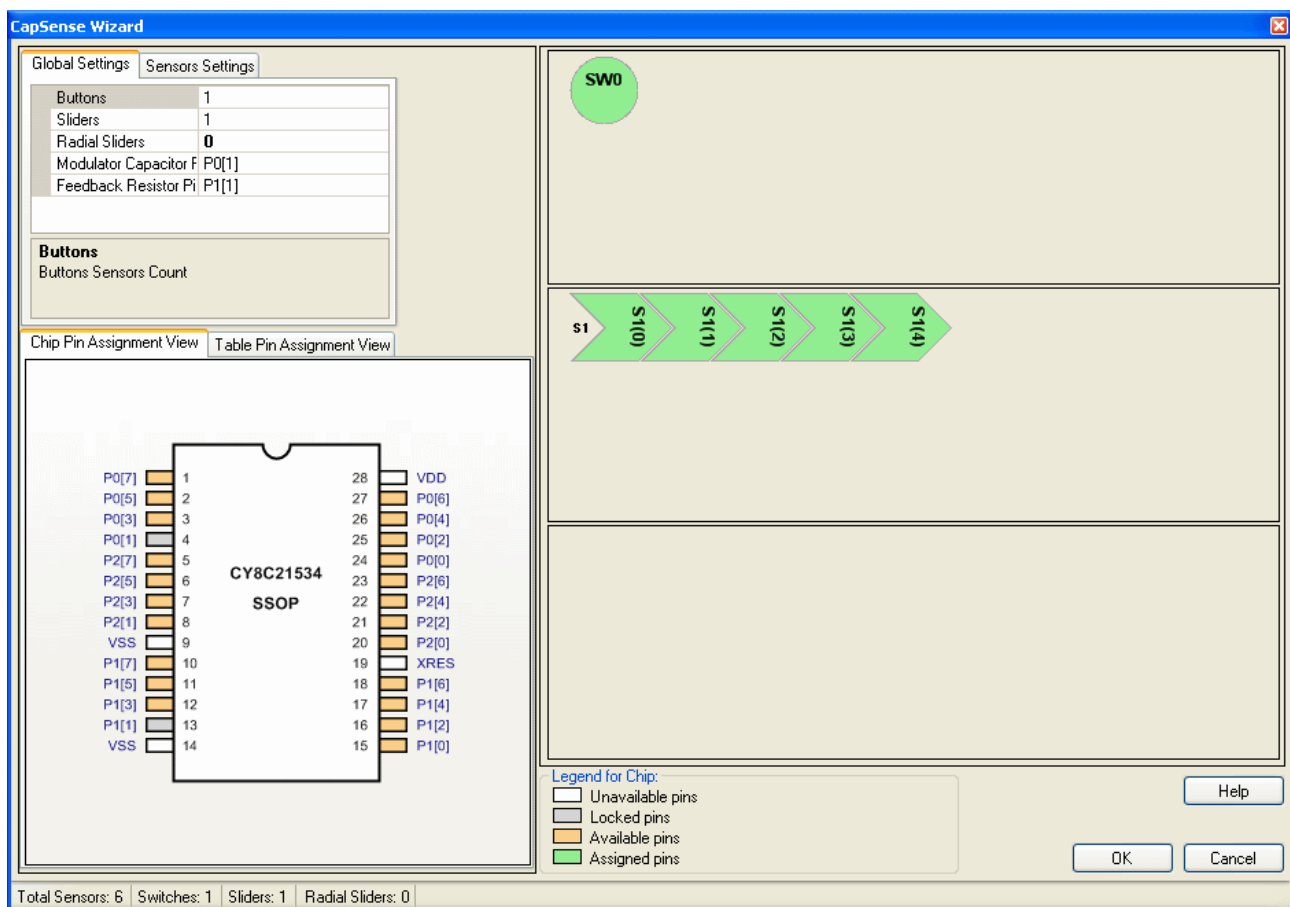 CapSense Wizard
Global Settings Sensors Settings
Buttons 1
Sliders 1
Radial Sliders 0
Modulator Capacitor P P0[1]
Feedback Resistor Pi P1[1]
Buttons
Buttons Sensors Count
Chip Pin Assignment View Table Pin Assignment View
P0[7] 1 28 VDD
P0[5] 2 27 P0[6]
P0[3] 3 26 P0[4]
P0[1] 4 25 P0[2]
P2[7] 5 24 P0[0]
P2[5] 6 CY8C21534 23 P2[6]
P2[3] 7 SSOP 22 P2[4]
P2[1] 8 21 P2[2]
VSS 9 20 P2[0]
P1[7] 10 19 XRES
P1[5] 11 18 P1[6]
P1[3] 12 17 P1[4]
P1[1] 13 16 P1[2]
VSS 14 15 P1[0]
SW0
S1 S1(0) S1(1) S1(2) S1(3) S1(4)
Legend for Chip:
Unavailable pins
Locked pins
Available pins
Assigned pins
Help
OK Cancel
Total Sensors: 6 Switches: 1 Sliders: 1 Radial Sliders: 0